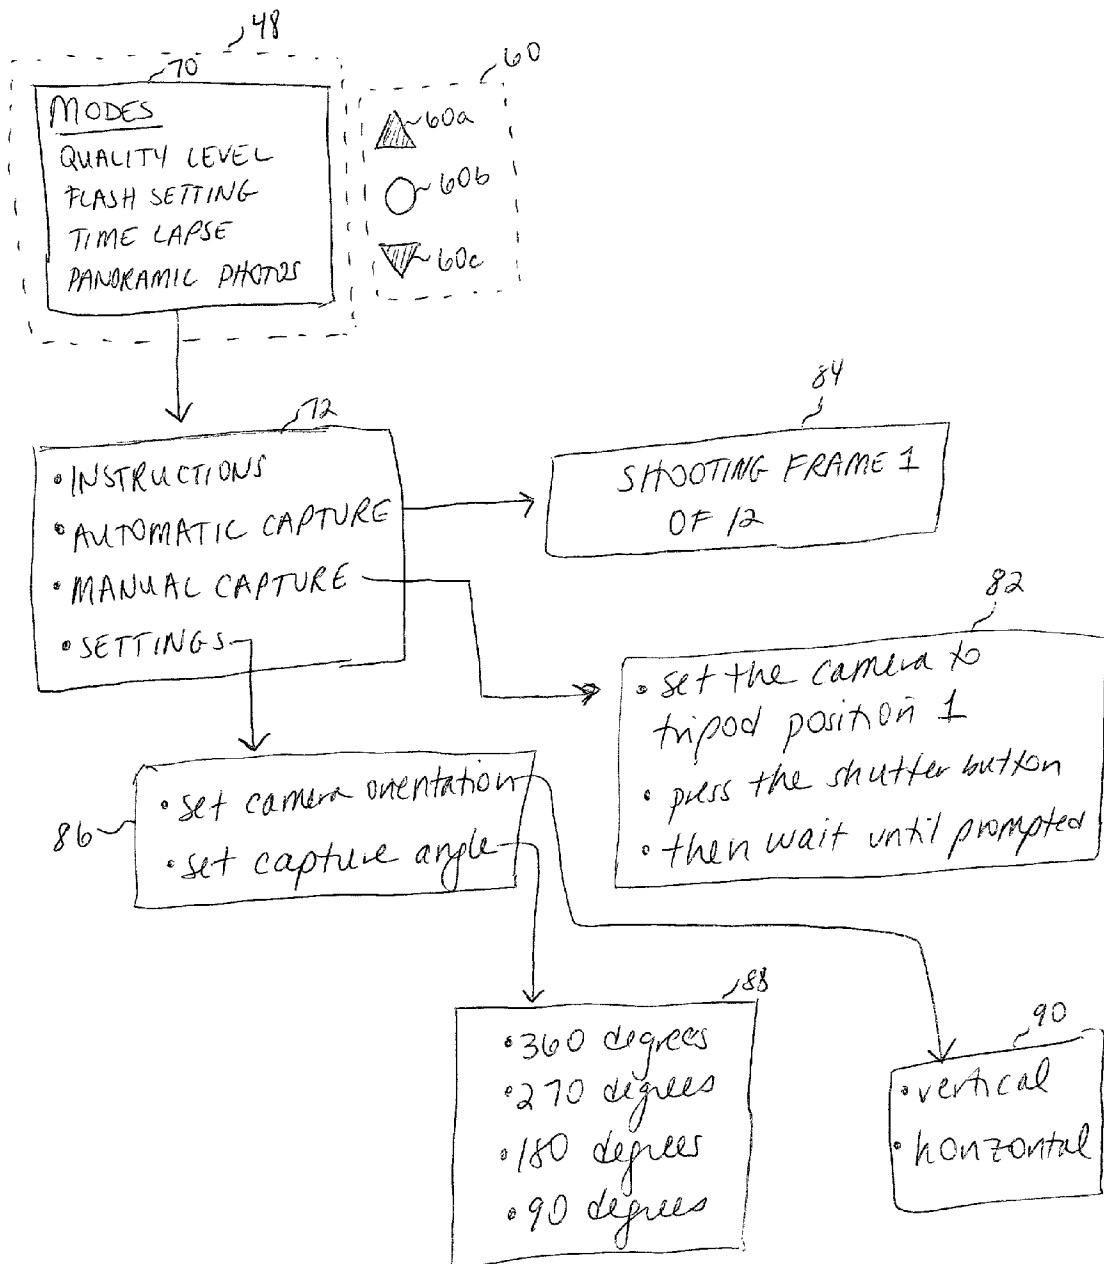 48
70
60
MODES
QUALITY LEVEL
FLASH SETTING
TIME LAPSE
PANORAMIC PHOTOS
60a
60b
60c
72
• INSTRUCTIONS
• AUTOMATIC CAPTURE
• MANUAL CAPTURE
• SETTINGS
84
SHOOTING FRAME 1
OF 12
82
• set the camera to
tripod position 1
• press the shutter button
• then wait until prompted
86
• set camera orientation
• set capture angle
88
• 360 degrees
• 270 degrees
• 180 degrees
• 90 degrees
90
• vertical
• horizontal